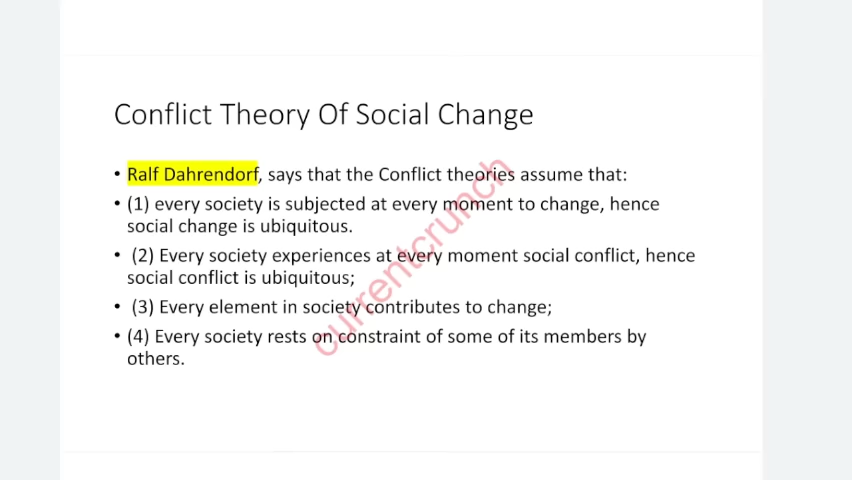 Conflict Theory Of Social Change
• Ralf Dahrendorf, says that the Conflict theories assume that:
• (1) every society is subjected at every moment to change, hence
social change is ubiquitous.
• (2) Every society experiences at every moment social conflict, hence
social conflict is ubiquitous;
• (3) Every element in society contributes to change;
• (4) Every society rests on constraint of some of its members by
others.
currentcrunch